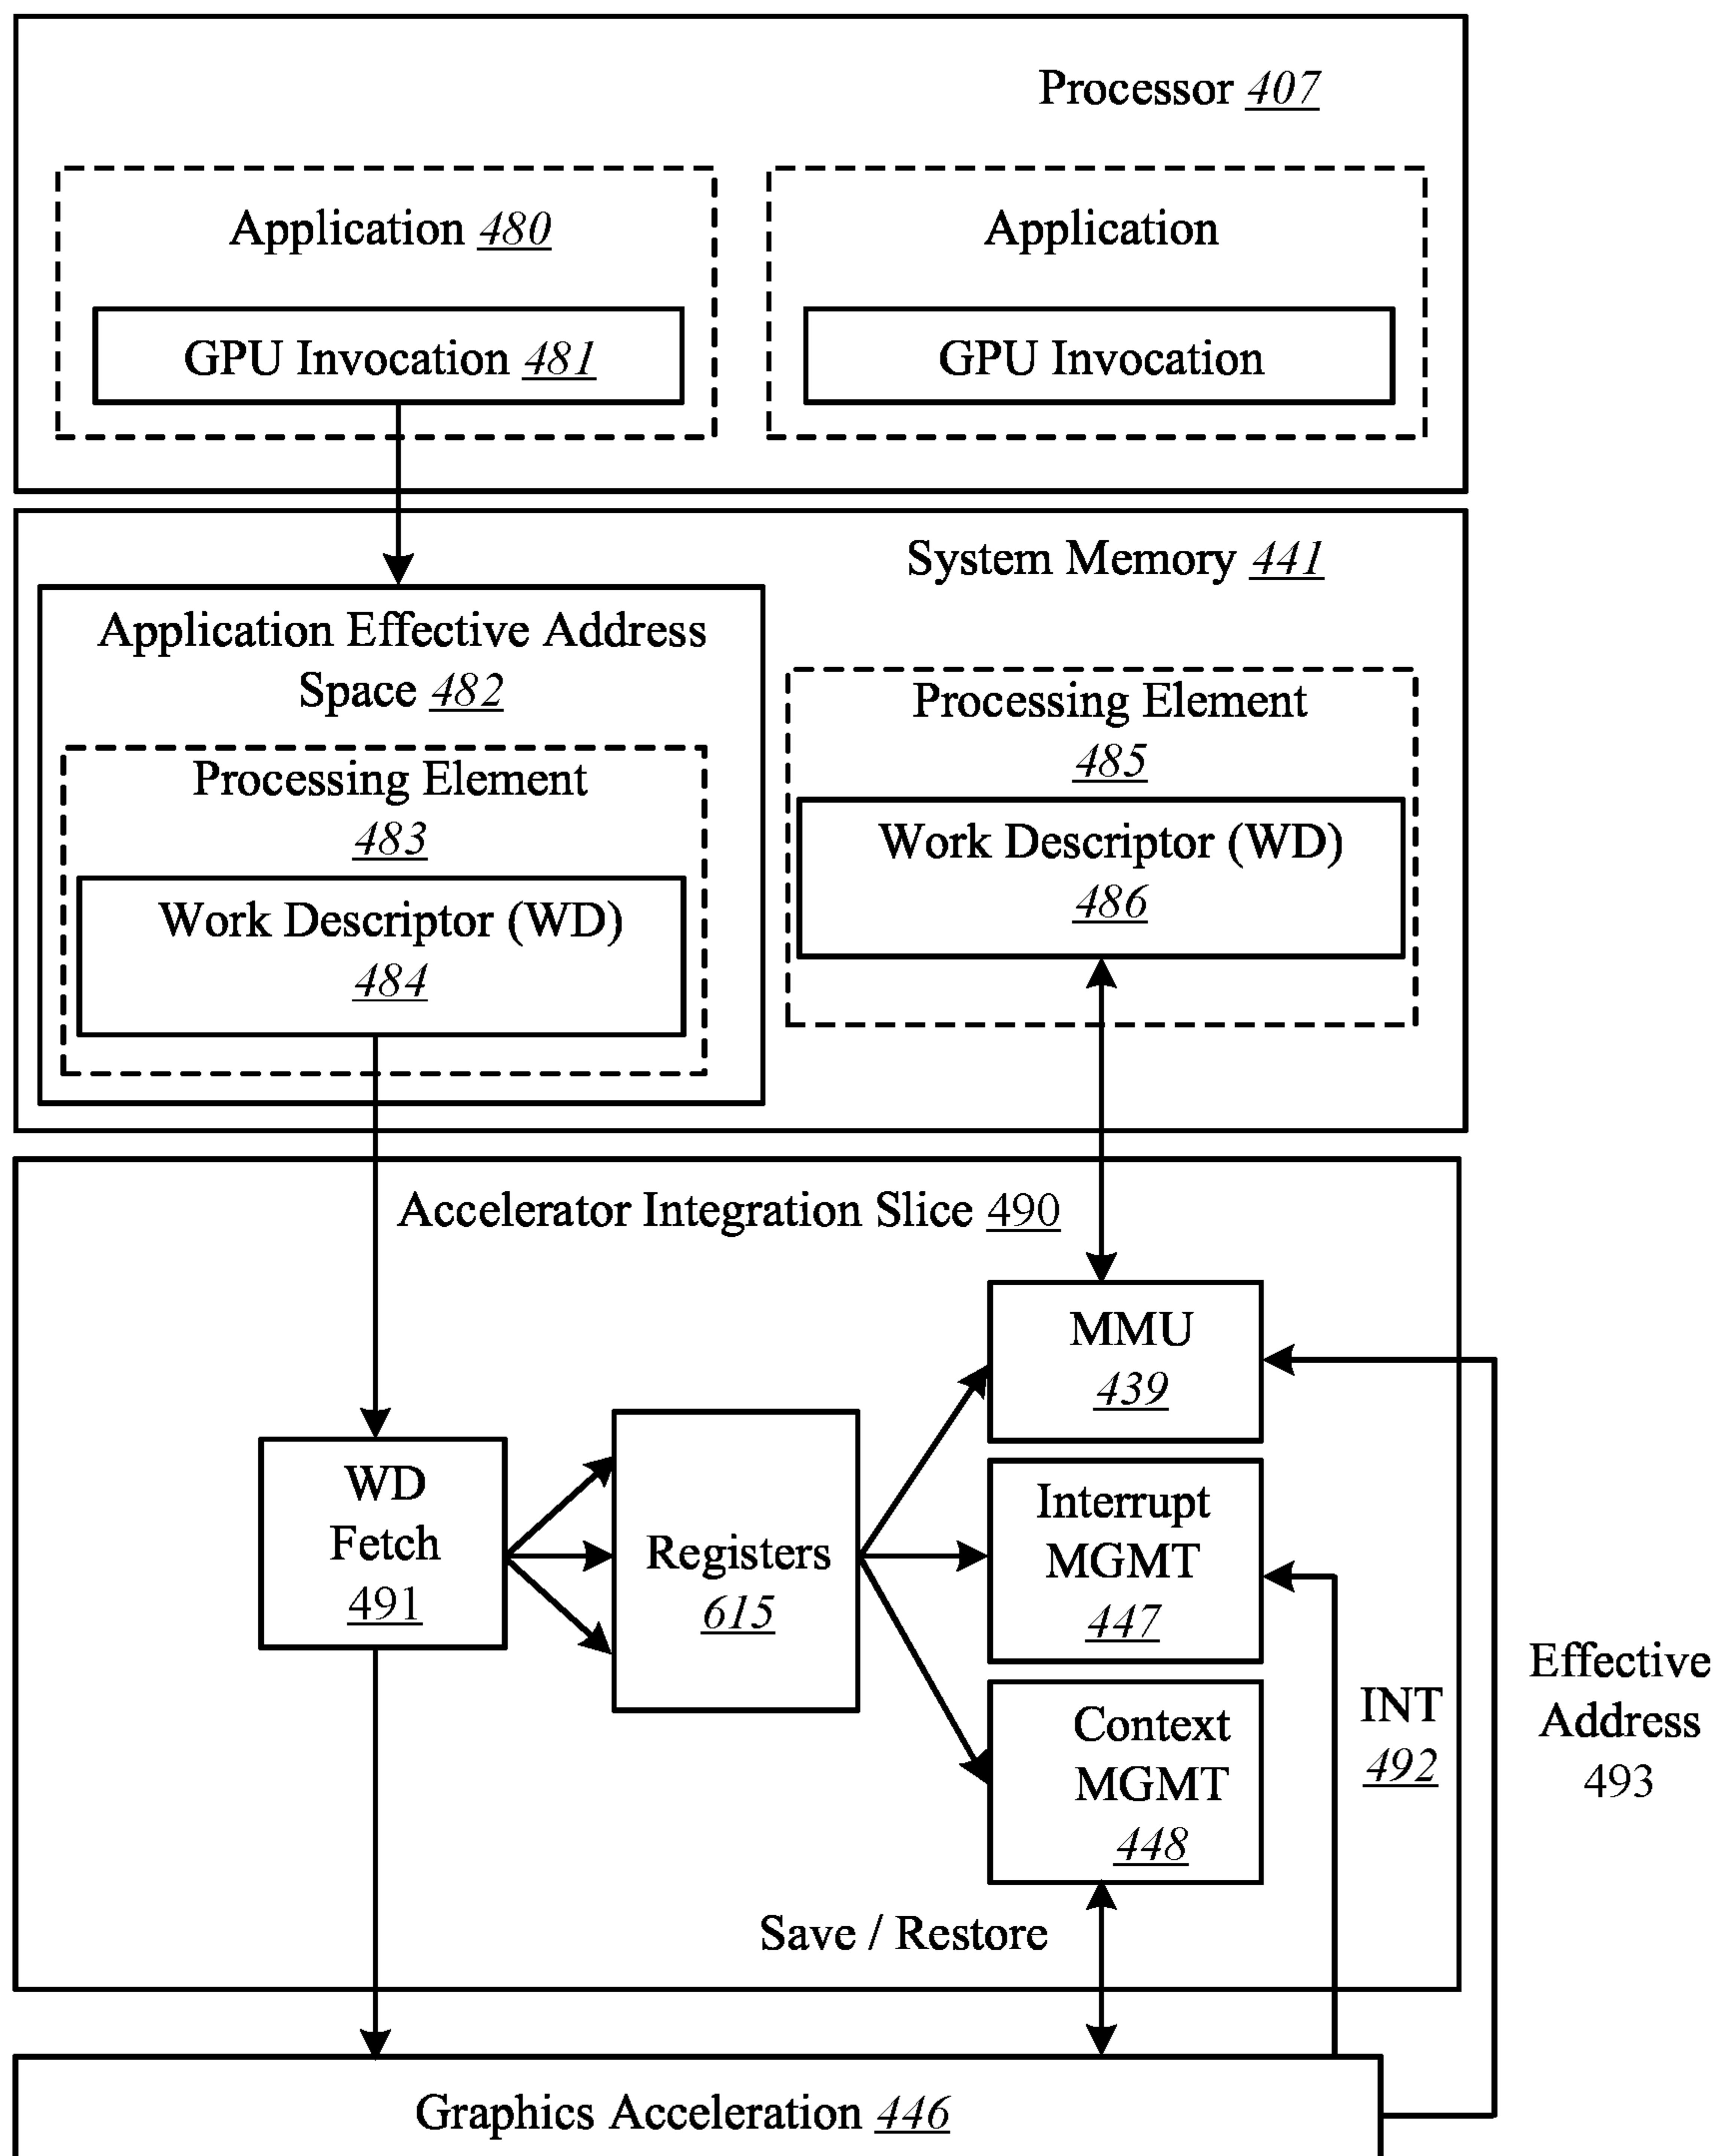 Processor 407
Application 480
GPU Invocation 481
Application
GPU Invocation
System Memory 441
Application Effective Address
Space 482
Processing Element
483
Work Descriptor (WD)
484
Processing Element
485
Work Descriptor (WD)
486
Accelerator Integration Slice 490
WD
Fetch
491
Registers
615
MMU
439
Interrupt
MGMT
447
Context
MGMT
448
INT
492
Effective
Address
493
Save / Restore
Graphics Acceleration 446